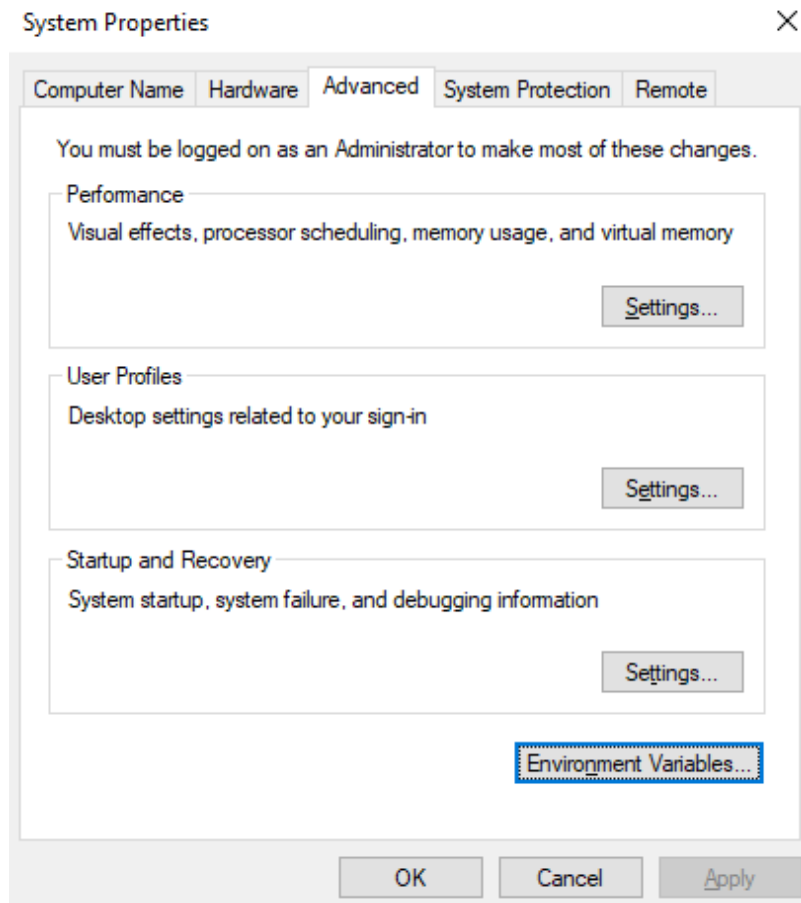 System Properties
Computer Name Hardware Advanced System Protection Remote
You must be logged on as an Administrator to make most of these changes.
Performance
Visual effects, processor scheduling, memory usage, and virtual memory
Settings...
User Profiles
Desktop settings related to your sign-in
Settings...
Startup and Recovery
System startup, system failure, and debugging information
Settings...
Environment Variables...
OK Cancel Apply